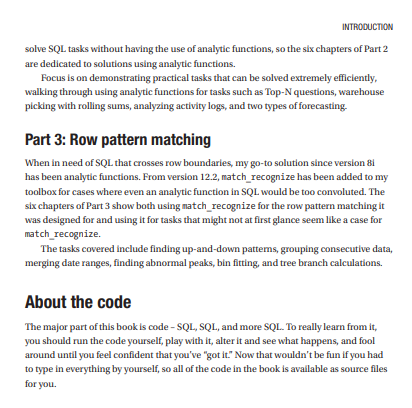 INTRODUCTION
solve SQL tasks without having the use of analytic functions, so the six chapters of Part 2
are dedicated to solutions using analytic functions.
Focus is on demonstrating practical tasks that can be solved extremely efficiently,
walking through using analytic functions for tasks such as Top-N questions, warehouse
picking with rolling sums, analyzing activity logs, and two types of forecasting.
Part 3: Row pattern matching
When in need of SQL that crosses row boundaries, my go-to solution since version 8i
has been analytic functions. From version 12.2, match_recognize has been added to my
toolbox for cases where even an analytic function in SQL would be too convoluted. The
six chapters of Part 3 show both using match_recognize for the row pattern matching it
was designed for and using it for tasks that might not at first glance seem like a case for
match_recognize.
The tasks covered include finding up-and-down patterns, grouping consecutive data,
merging date ranges, finding abnormal peaks, bin fitting, and tree branch calculations.
About the code
The major part of this book is code – SQL, SQL, and more SQL. To really learn from it,
you should run the code yourself, play with it, alter it and see what happens, and fool
around until you feel confident that you’ve “got it.” Now that wouldn’t be fun if you had
to type in everything by yourself, so all of the code in the book is available as source files
for you.